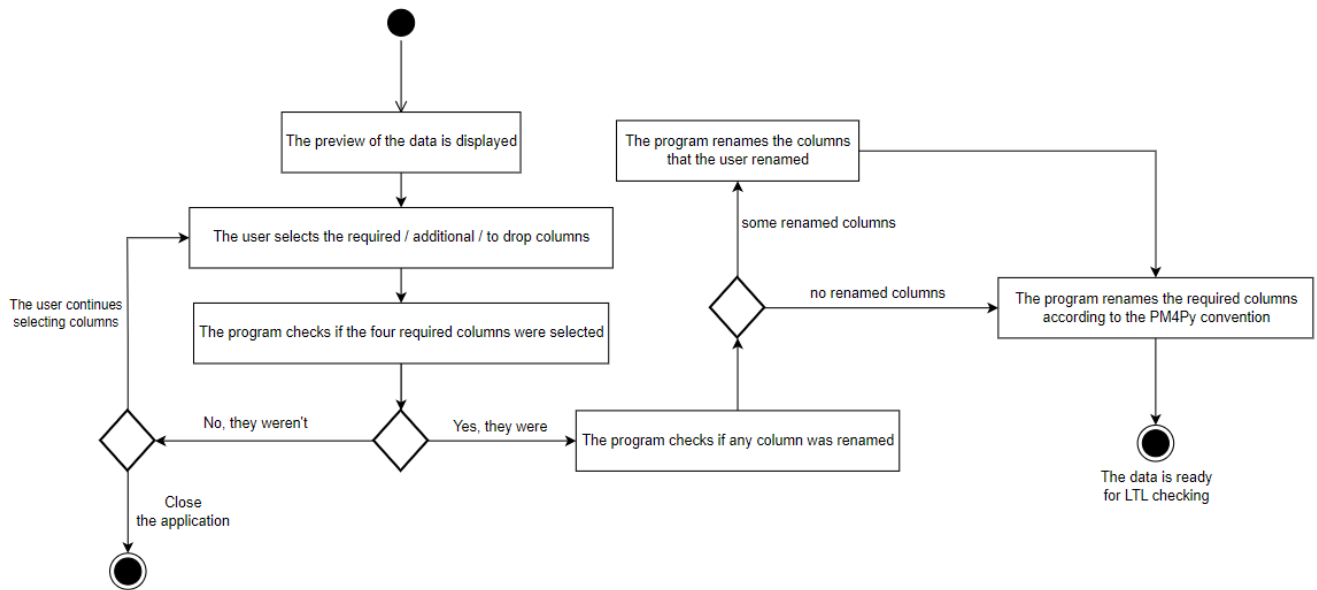 The preview of the data is displayed
The user selects the required / additional / to drop columns
The user continues
selecting columns
The program checks if the four required columns were selected
No, they weren't
Yes, they were
Close
the application
The program checks if any column was renamed
some renamed columns
no renamed columns
The program renames the columns
that the user renamed
The program renames the required columns
according to the PM4Py convention
The data is ready
for LTL checking